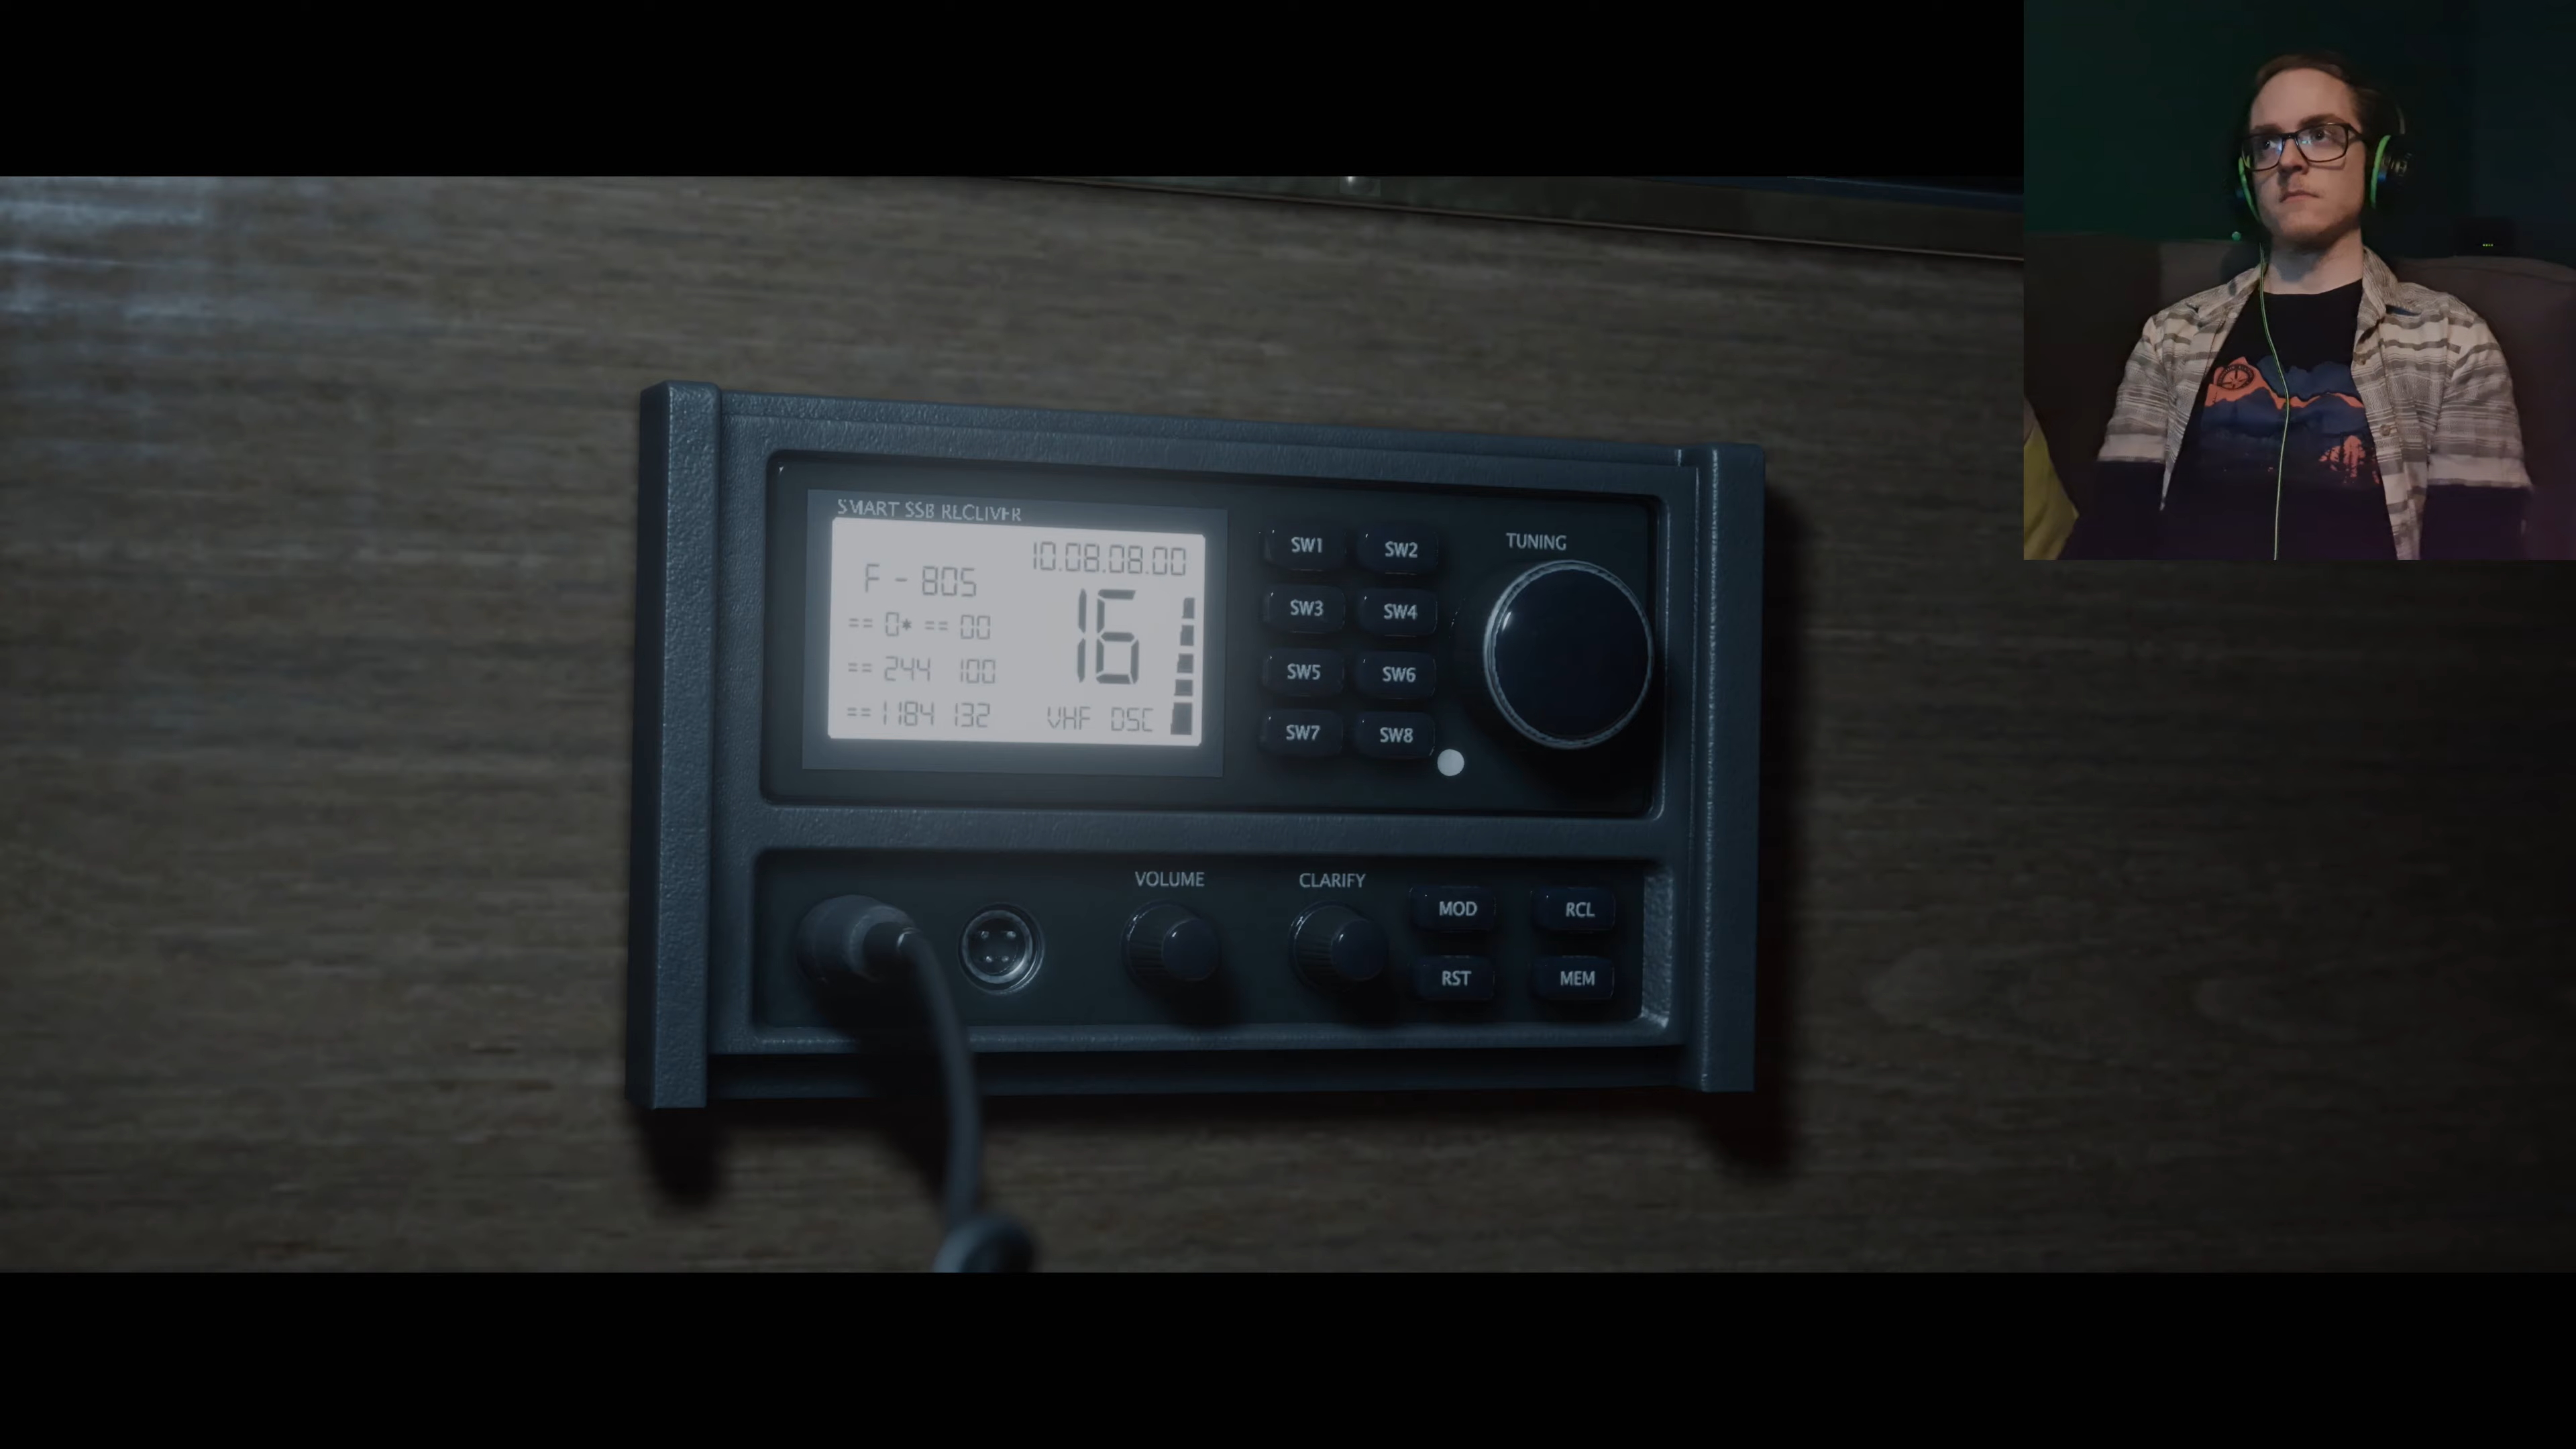 SMART SSB RECEIVER
10.08.08.00
F - 805
== 0* == 00
16
== 244 100
== 1184 132
VHF DSC
SW1 SW2
SW3 SW4
SW5 SW6
SW7 SW8
TUNING
VOLUME
CLARIFY
MOD RCL
RST MEM